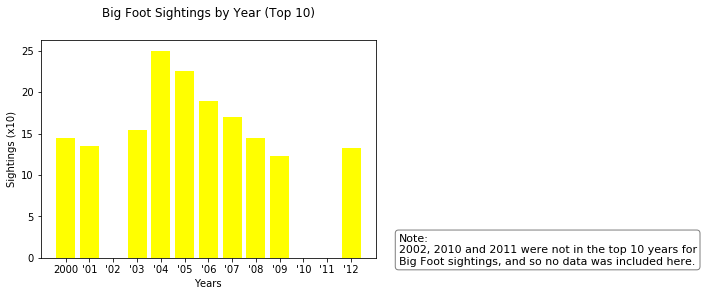 Big Foot Sightings by Year (Top 10)
25
20
15
10
5
0
Sightings (x10)
2000 '01 '02 '03 '04 '05 '06 '07 '08 '09 '10 '11 '12
Years
Note:
2002, 2010 and 2011 were not in the top 10 years for
Big Foot sightings, and so no data was included here.